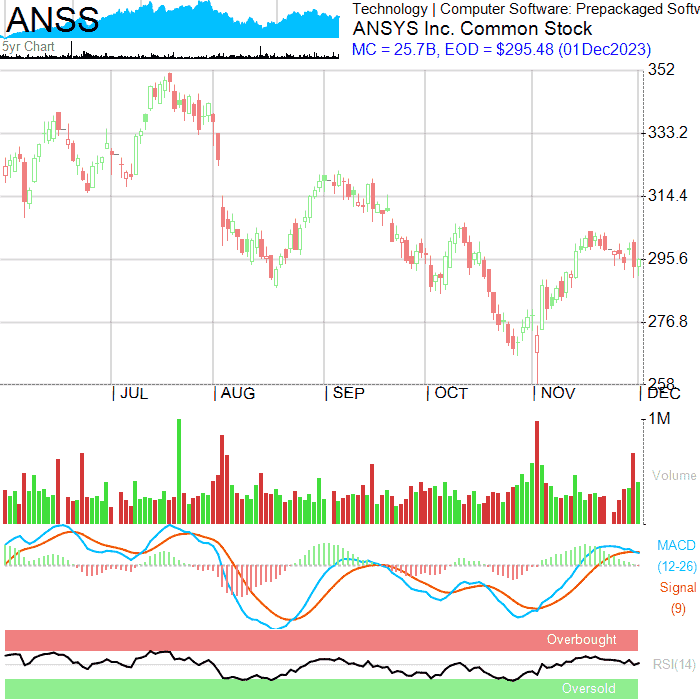 ANSS
Technology | Computer Software: Prepackaged Softw
ANSYS Inc. Common Stock
MC = 25.7B, EOD = $295.48 (01Dec2023)
5yr Chart
352
333.2
314.4
295.6
276.8
258
| JUL | AUG | SEP | OCT | NOV | DEC
1M
Volume
MACD
(12-26)
Signal
(9)
Overbought
RSI(14)
Oversold